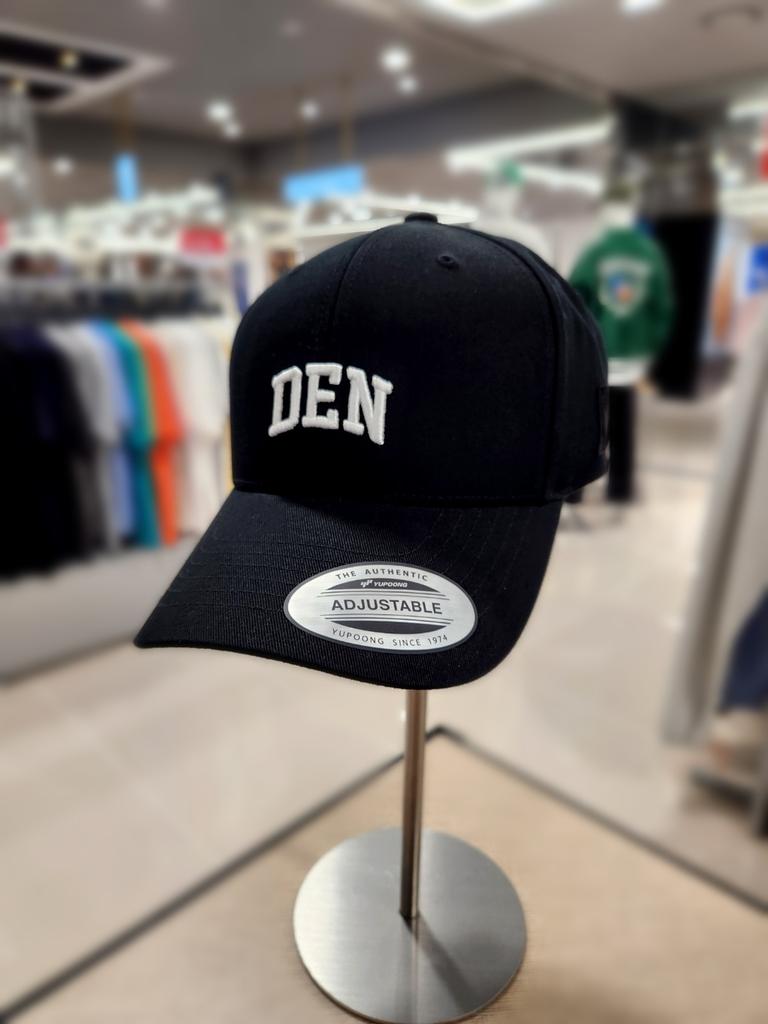 DEN
THE AUTHENTIC
YUPOONG
ADJUSTABLE
YUPOONG SINCE 1974